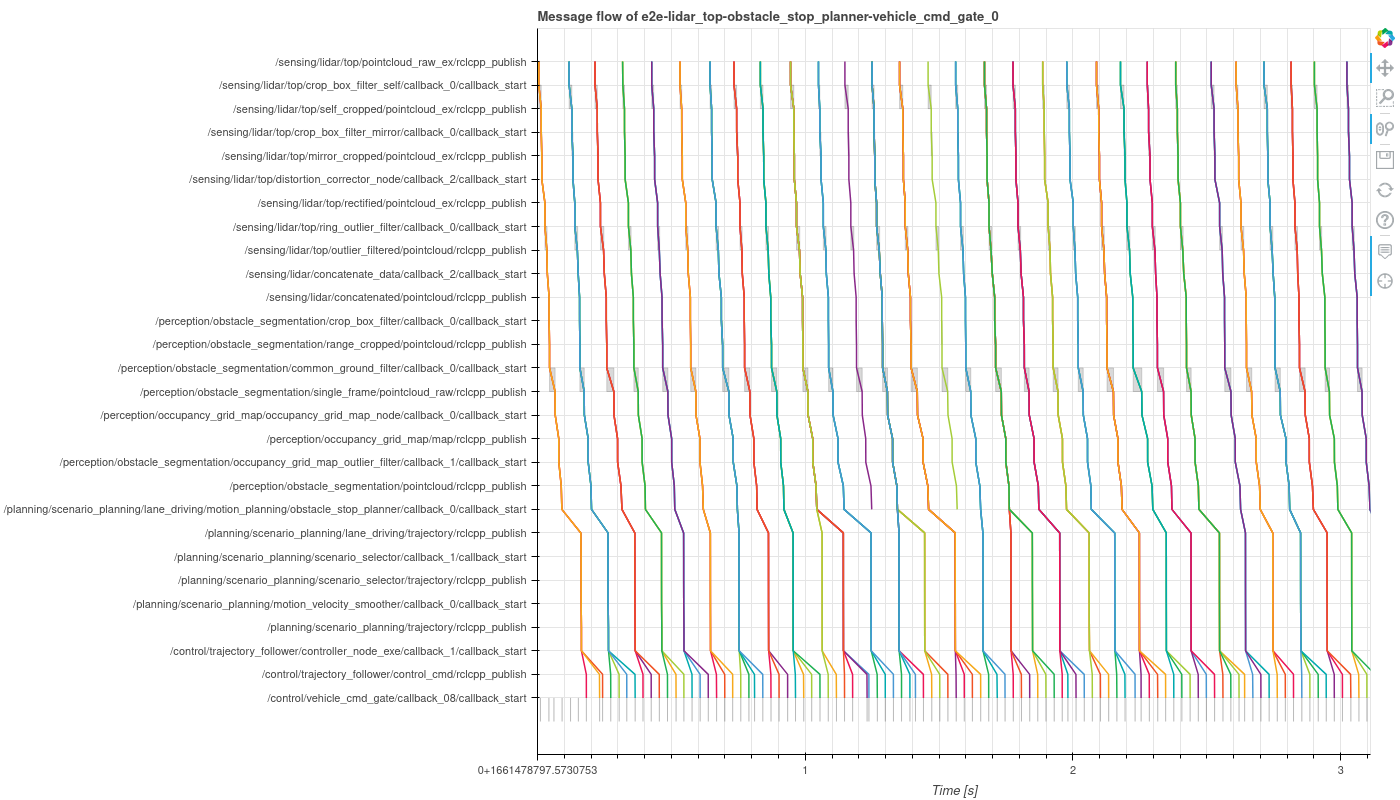 Message flow of e2e-lidar_top-obstacle_stop_planner-vehicle_cmd_gate_0
/sensing/lidar/top/pointcloud_raw_ex/rclcpp_publish
/sensing/lidar/top/crop_box_filter_self/callback_0/callback_start
/sensing/lidar/top/self_cropped/pointcloud_ex/rclcpp_publish
/sensing/lidar/top/crop_box_filter_mirror/callback_0/callback_start
/sensing/lidar/top/mirror_cropped/pointcloud_ex/rclcpp_publish
/sensing/lidar/top/distortion_corrector_node/callback_2/callback_start
/sensing/lidar/top/rectified/pointcloud_ex/rclcpp_publish
/sensing/lidar/top/ring_outlier_filter/callback_0/callback_start
/sensing/lidar/top/outlier_filtered/pointcloud/rclcpp_publish
/sensing/lidar/concatenate_data/callback_2/callback_start
/sensing/lidar/concatenated/pointcloud/rclcpp_publish
/perception/obstacle_segmentation/crop_box_filter/callback_0/callback_start
/perception/obstacle_segmentation/range_cropped/pointcloud/rclcpp_publish
/perception/obstacle_segmentation/common_ground_filter/callback_0/callback_start
/perception/obstacle_segmentation/single_frame/pointcloud_raw/rclcpp_publish
/perception/occupancy_grid_map/occupancy_grid_map_node/callback_0/callback_start
/perception/occupancy_grid_map/map/rclcpp_publish
/perception/obstacle_segmentation/occupancy_grid_map_outlier_filter/callback_1/callback_start
/perception/obstacle_segmentation/pointcloud/rclcpp_publish
/planning/scenario_planning/lane_driving/motion_planning/obstacle_stop_planner/callback_0/callback_start
/planning/scenario_planning/lane_driving/trajectory/rclcpp_publish
/planning/scenario_planning/scenario_selector/callback_1/callback_start
/planning/scenario_planning/scenario_selector/trajectory/rclcpp_publish
/planning/scenario_planning/motion_velocity_smoother/callback_0/callback_start
/planning/scenario_planning/trajectory/rclcpp_publish
/control/trajectory_follower/controller_node_exe/callback_1/callback_start
/control/trajectory_follower/control_cmd/rclcpp_publish
/control/vehicle_cmd_gate/callback_08/callback_start
0+1661478797.5730753 1 2 3
Time [s]